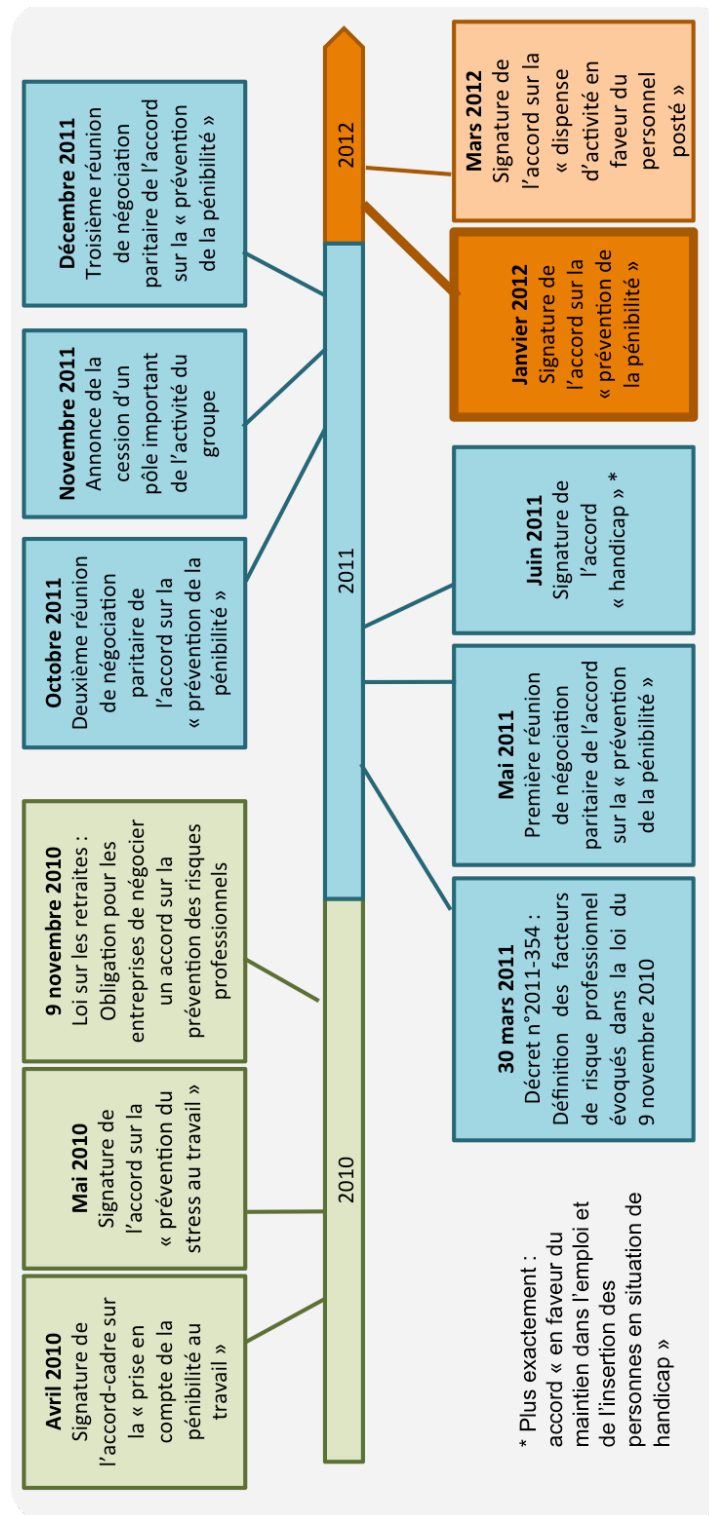 Avril 2010
Signature de
l’accord-cadre sur
la « prise en
compte de la
pénibilité au
travail »
Mai 2010
Signature de
l’accord sur la
« prévention du
stress au travail »
9 novembre 2010
Loi sur les retraites :
Obligation pour les
entreprises de négocier
un accord sur la
prévention des risques
professionnels
Octobre 2011
Deuxième réunion
de négociation
paritaire de
l’accord sur la
« prévention de la
pénibilité »
Novembre 2011
Annonce de la
cession d’un
pôle important
de l’activité du
groupe
Décembre 2011
Troisième réunion
de négociation
paritaire de l’accord
sur la « prévention
de la pénibilité »
2010
2011
2012
30 mars 2011
Décret n°2011-354 :
Définition des facteurs
de risque professionnel
évoqués dans la loi du
9 novembre 2010
Mai 2011
Première réunion
de négociation
paritaire de l’accord
sur la « prévention
de la pénibilité »
Juin 2011
Signature de
l’accord
« handicap » *
Janvier 2012
Signature de
l’accord sur la
« prévention de
la pénibilité »
Mars 2012
Signature de
l’accord sur la
« dispense
d’activité en
faveur du
personnel
posté »
* Plus exactement :
accord « en faveur du
maintien dans l’emploi et
de l’insertion des
personnes en situation de
handicap »